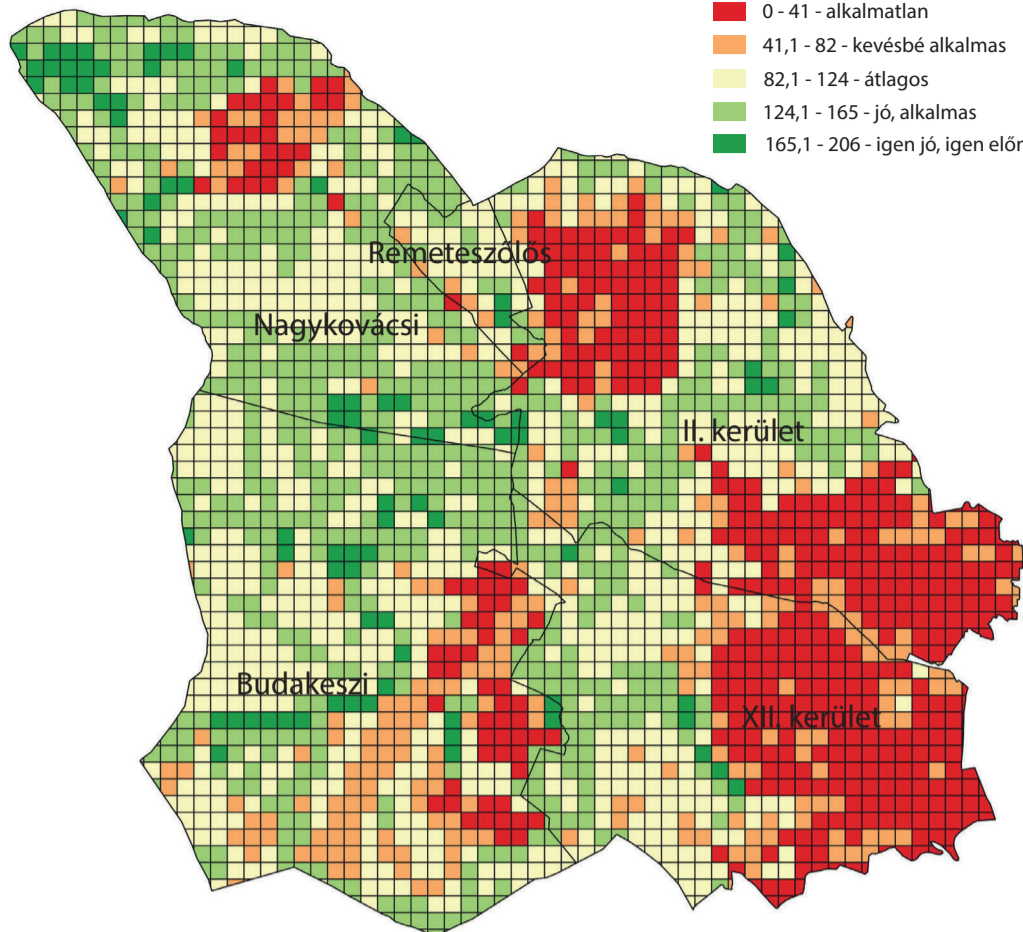 0 - 41 - alkalmatlan
41,1 - 82 - kevésbé alkalmas
82,1 - 124 - átlagos
124,1 - 165 - jó, alkalmas
165,1 - 206 - igen jó, igen
Remeteszőlős
Nagykovácsi
II. kerület
Budakeszi
XII. kerület